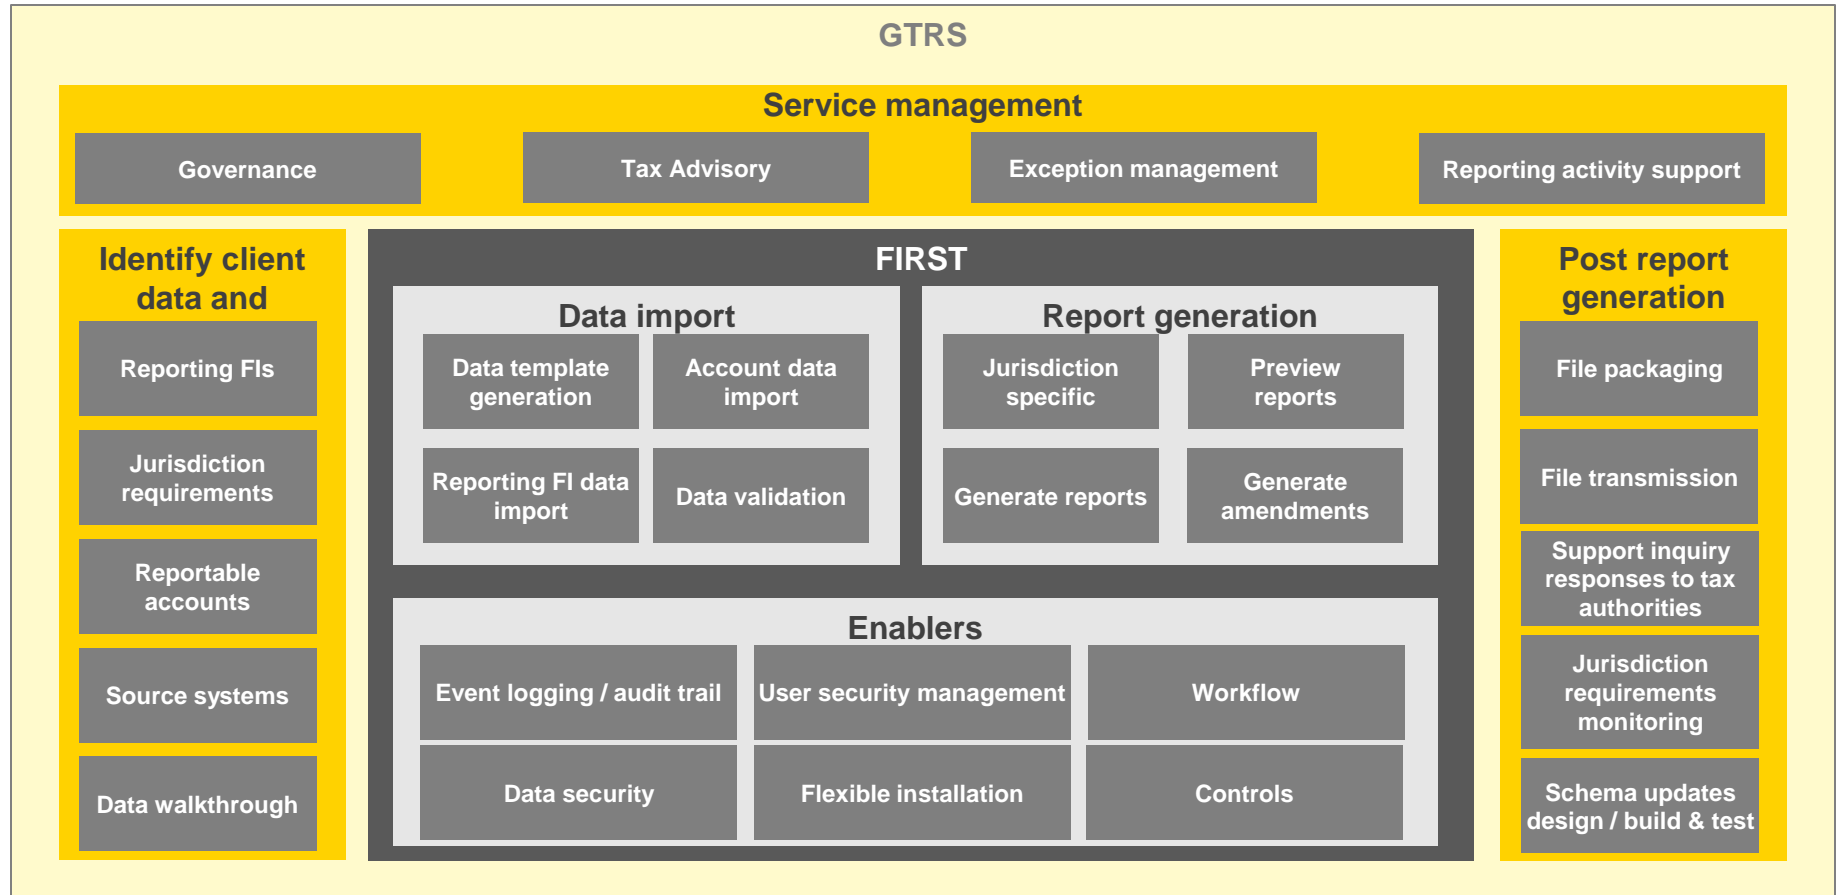 GTRS
Service management
Governance
Tax Advisory
Exception management
Reporting activity support
Identify client
data and
Reporting FIs
Jurisdiction
requirements
Reportable
accounts
Source systems
Data walkthrough
FIRST
Data import
Data template
generation
Account data
import
Reporting FI data
import
Data validation
Report generation
Jurisdiction
specific
Preview
reports
Generate reports
Generate
amendments
Enablers
Event logging / audit trail
User security management
Workflow
Data security
Flexible installation
Controls
Post report
generation
File packaging
File transmission
Support inquiry
responses to tax
authorities
Jurisdiction
requirements
monitoring
Schema updates
design / build & test